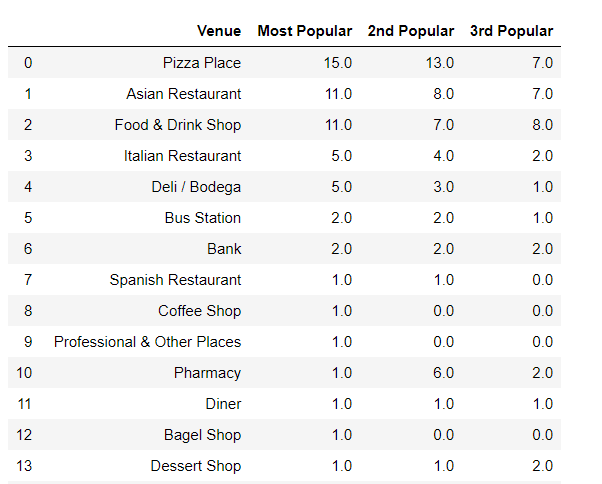 Venue Most Popular 2nd Popular 3rd Popular
0 Pizza Place 15.0 13.0 7.0
1 Asian Restaurant 11.0 8.0 7.0
2 Food & Drink Shop 11.0 7.0 8.0
3 Italian Restaurant 5.0 4.0 2.0
4 Deli / Bodega 5.0 3.0 1.0
5 Bus Station 2.0 2.0 1.0
6 Bank 2.0 2.0 2.0
7 Spanish Restaurant 1.0 1.0 0.0
8 Coffee Shop 1.0 0.0 0.0
9 Professional & Other Places 1.0 0.0 0.0
10 Pharmacy 1.0 6.0 2.0
11 Diner 1.0 1.0 1.0
12 Bagel Shop 1.0 0.0 0.0
13 Dessert Shop 1.0 1.0 2.0